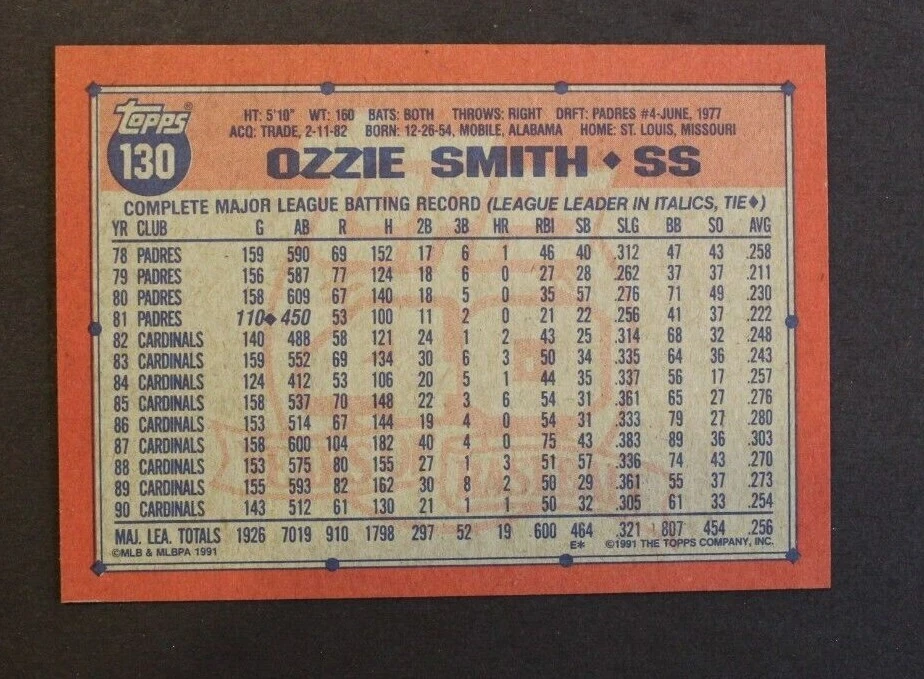 Topps®
130
HT: 5'10" WT: 160 BATS: BOTH THROWS: RIGHT DRFT: PADRES #4-JUNE, 1977
ACQ: TRADE, 2-11-82 BORN: 12-26-54, MOBILE, ALABAMA HOME: ST. LOUIS, MISSOURI
OZZIE SMITH ♦ SS
COMPLETE MAJOR LEAGUE BATTING RECORD (LEAGUE LEADER IN ITALICS, TIE♦)
YR CLUB G AB R H 2B 3B HR RBI SB SLG BB SO AVG
78 PADRES 159 590 69 152 17 6 1 46 40 .312 47 43 .258
79 PADRES 156 587 77 124 18 6 0 27 28 .262 37 37 .211
80 PADRES 158 609 67 140 18 5 0 35 57 .276 71 49 .230
81 PADRES 110♦ 450 53 100 11 2 0 21 22 .256 41 37 .222
82 CARDINALS 140 488 58 121 24 1 2 43 25 .314 68 32 .248
83 CARDINALS 159 552 69 134 30 6 3 50 34 .335 64 36 .243
84 CARDINALS 124 412 53 106 20 5 1 44 35 .337 56 17 .257
85 CARDINALS 158 537 70 148 22 3 6 54 31 .361 65 27 .276
86 CARDINALS 153 514 67 144 19 4 0 54 31 .333 79 27 .280
87 CARDINALS 158 600 104 182 40 4 0 75 43 .383 89 36 .303
88 CARDINALS 153 575 80 155 27 1 3 51 57 .336 74 43 .270
89 CARDINALS 155 593 82 162 30 8 2 50 29 .361 55 37 .273
90 CARDINALS 143 512 61 130 21 1 1 50 32 .305 61 33 .254
MAJ. LEA. TOTALS 1926 7019 910 1798 297 52 19 600 464 .321 807 454 .256
©MLB & MLBPA 1991 E* ©1991 THE TOPPS COMPANY, INC.